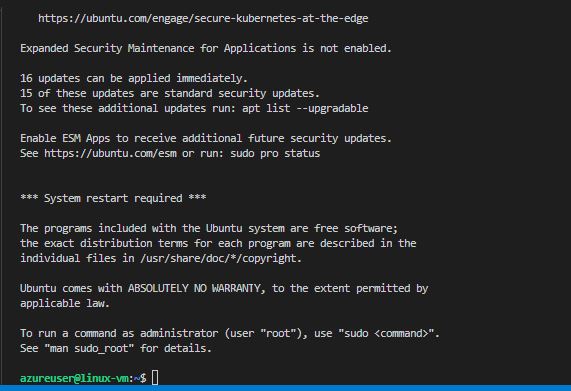 https://ubuntu.com/engage/secure-kubernetes-at-the-edge
Expanded Security Maintenance for Applications is not enabled.
16 updates can be applied immediately.
15 of these updates are standard security updates.
To see these additional updates run: apt list --upgradable
Enable ESM Apps to receive additional future security updates.
See https://ubuntu.com/esm or run: sudo pro status
*** System restart required ***
The programs included with the Ubuntu system are free software;
the exact distribution terms for each program are described in the
individual files in /usr/share/doc/*/copyright.
Ubuntu comes with ABSOLUTELY NO WARRANTY, to the extent permitted by
applicable law.
To run a command as administrator (user "root"), use "sudo <command>".
See "man sudo_root" for details.
azureuser@linux-vm:~$